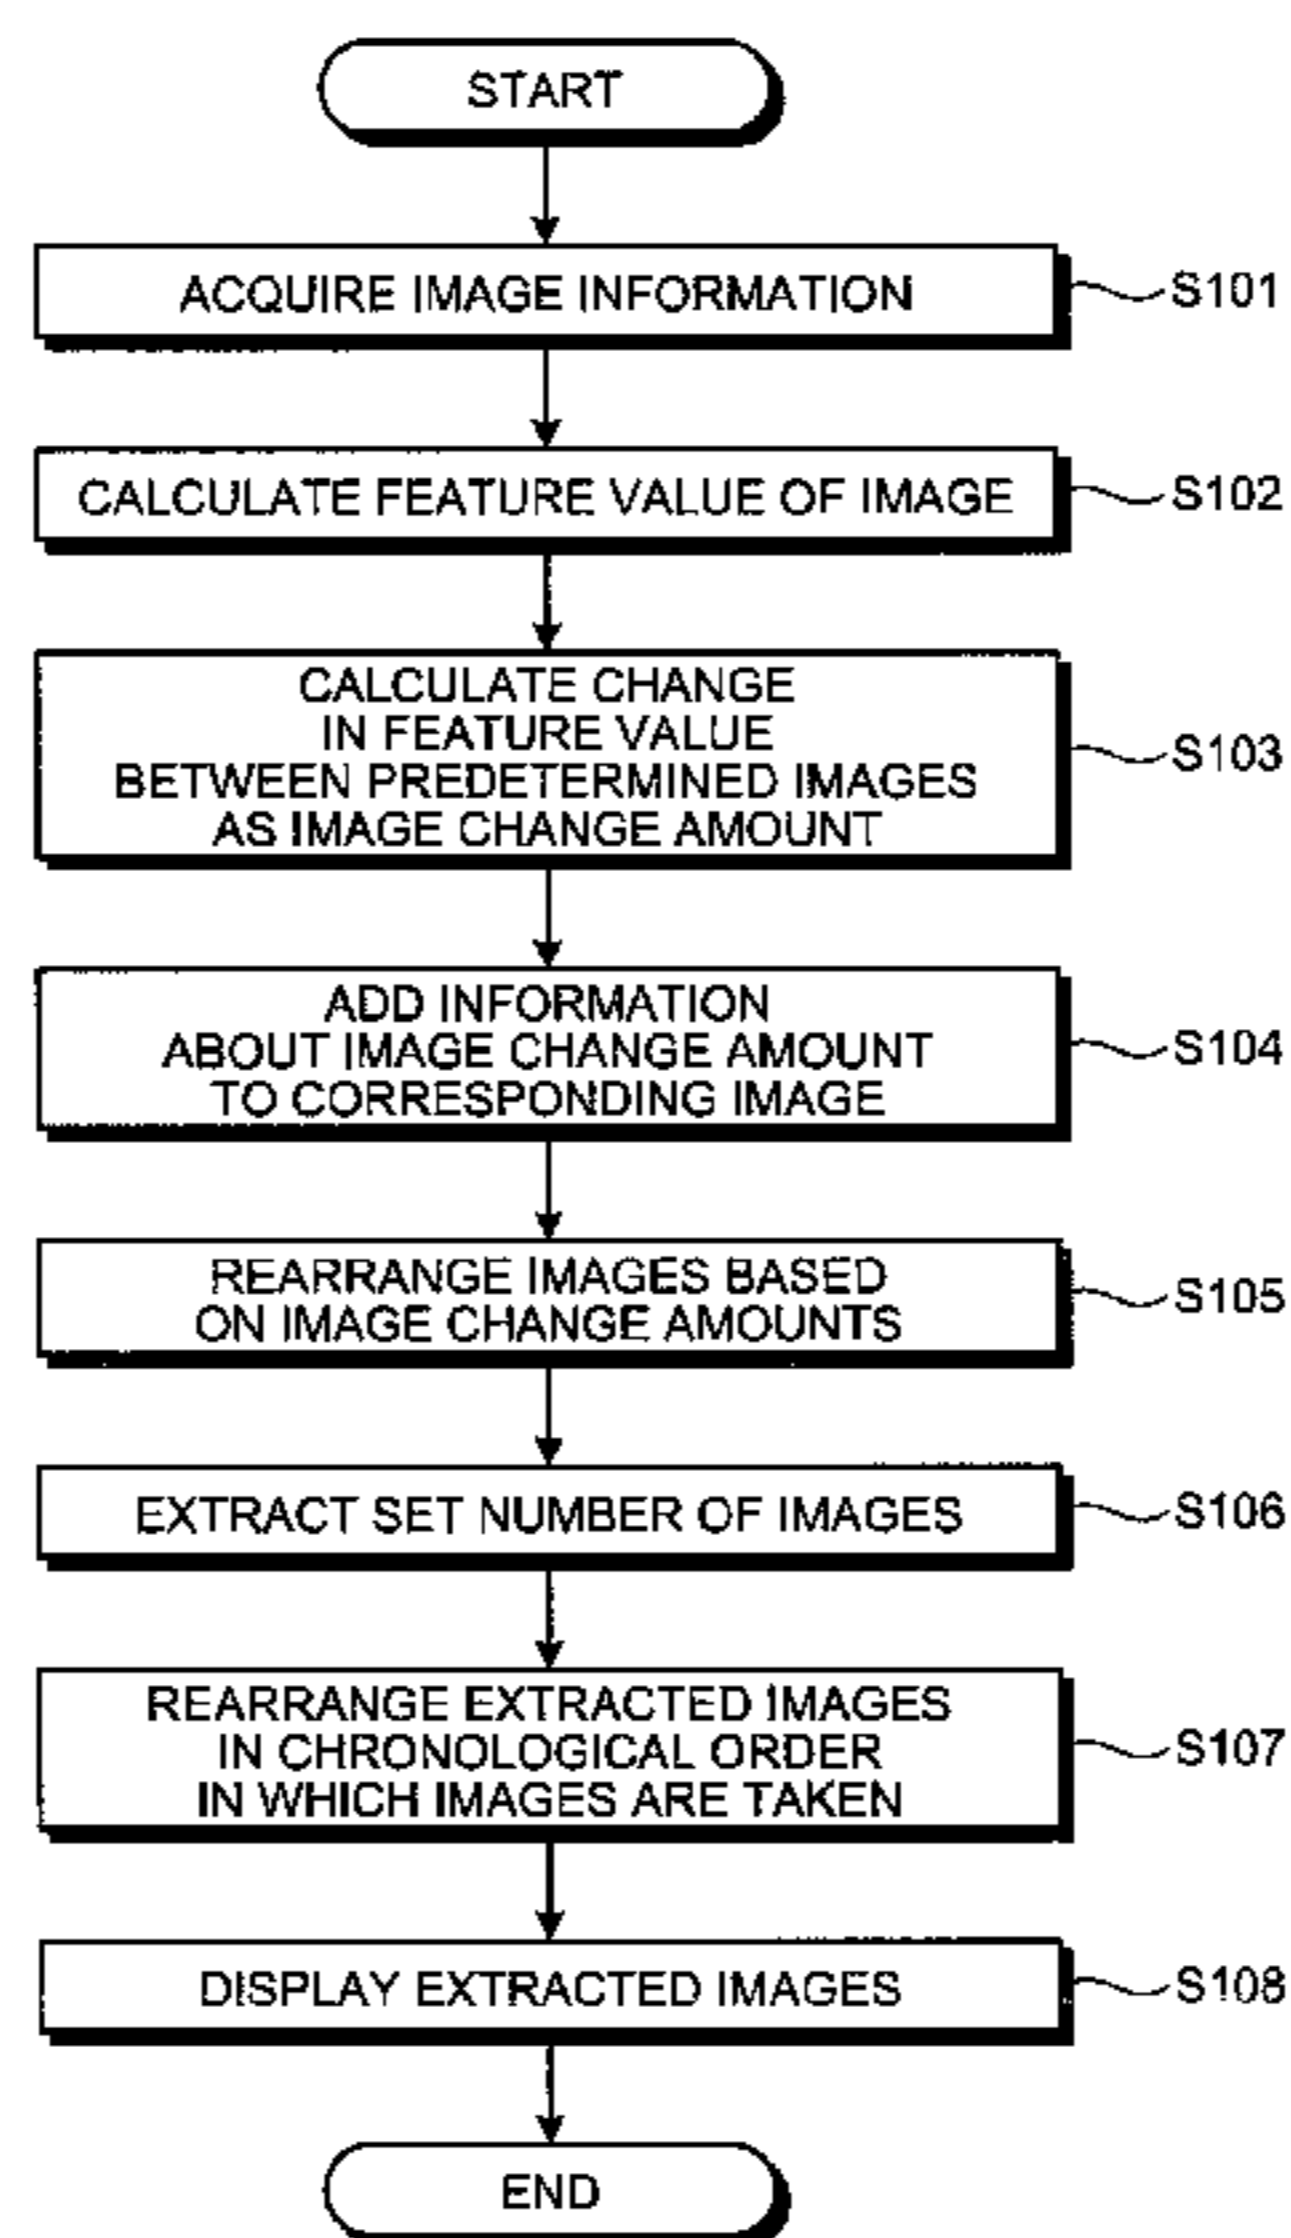 START
ACQUIRE IMAGE INFORMATION
S101
CALCULATE FEATURE VALUE OF IMAGE
S102
CALCULATE CHANGE
IN FEATURE VALUE
BETWEEN PREDETERMINED IMAGES
AS IMAGE CHANGE AMOUNT
S103
ADD INFORMATION
ABOUT IMAGE CHANGE AMOUNT
TO CORRESPONDING IMAGE
S104
REARRANGE IMAGES BASED
ON IMAGE CHANGE AMOUNTS
S105
EXTRACT SET NUMBER OF IMAGES
S106
REARRANGE EXTRACTED IMAGES
IN CHRONOLOGICAL ORDER
IN WHICH IMAGES ARE TAKEN
S107
DISPLAY EXTRACTED IMAGES
S108
END